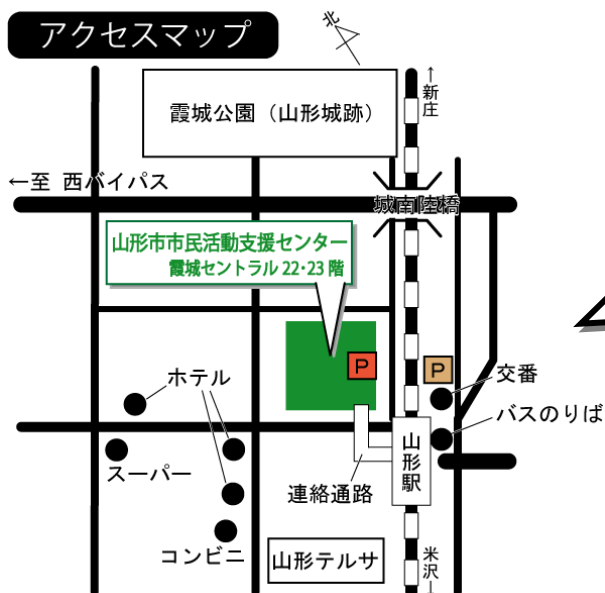 アクセスマップ
北
↑新庄
霞城公園（山形城跡）
←至 西バイパス
城南陸橋
山形市市民活動支援センター
霞城セントラル 22･23 階
P
P
交番
ホテル
バスのりば
スーパー
山形駅
連絡通路
コンビニ
山形テルサ
米沢↓